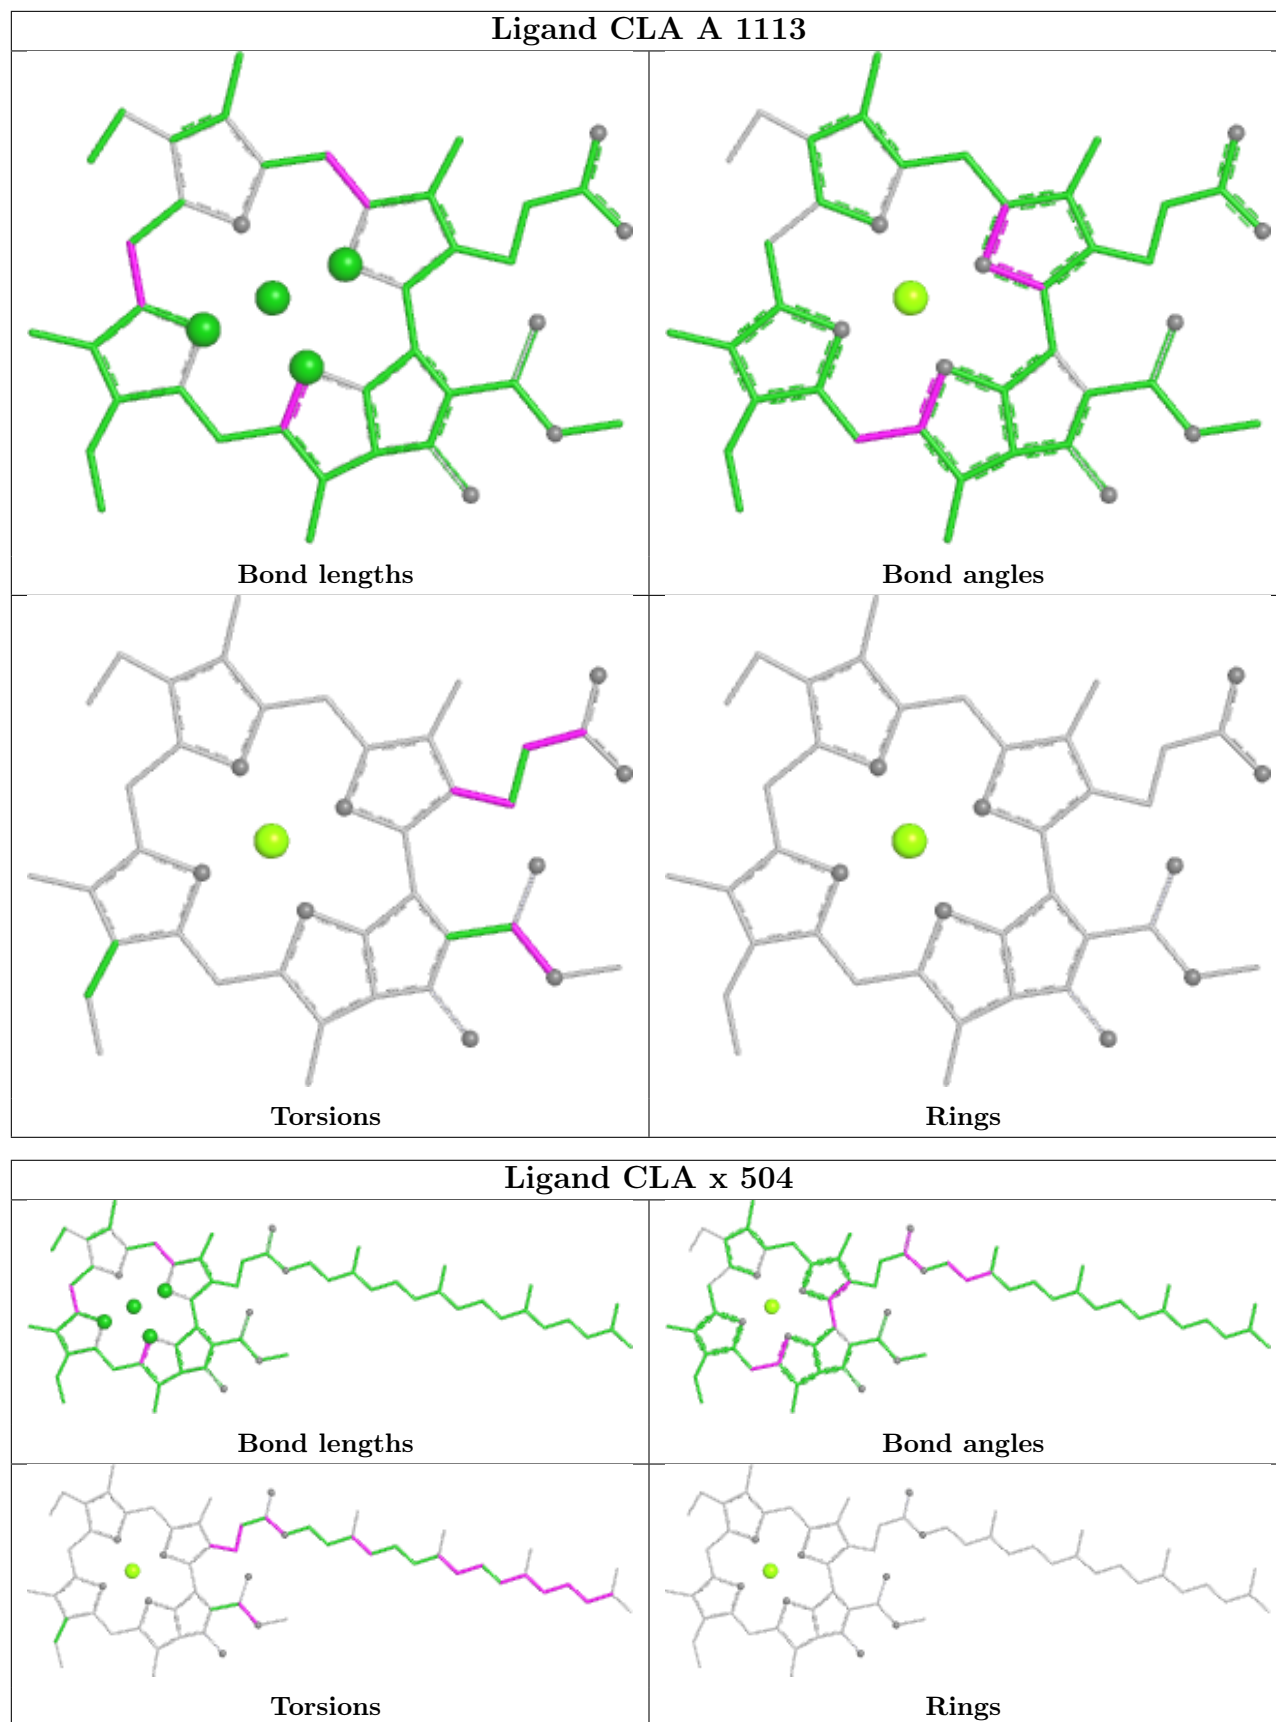 Ligand CLA A 1113
Bond lengths
Bond angles
Torsions
Rings
Ligand CLA x 504
Bond lengths
Bond angles
Torsions
Rings